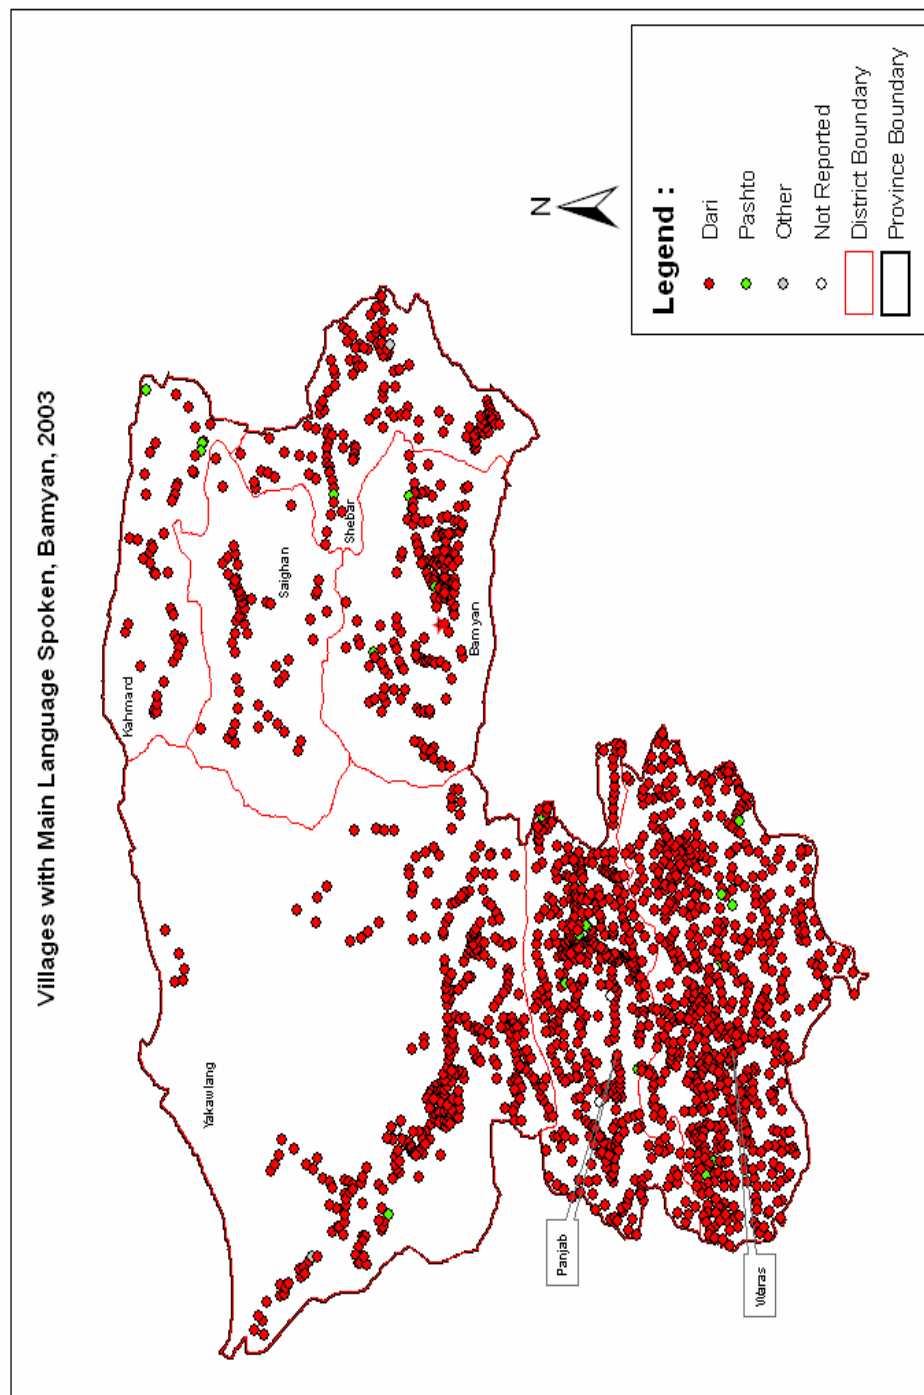 Villages with Main Language Spoken, Bamyan, 2003
Kahmard
Yakawlang
Saighan
Shebar
Bamyan
Panjab
Waras
N
Legend :
Dari
Pashto
Other
Not Reported
District Boundary
Province Boundary